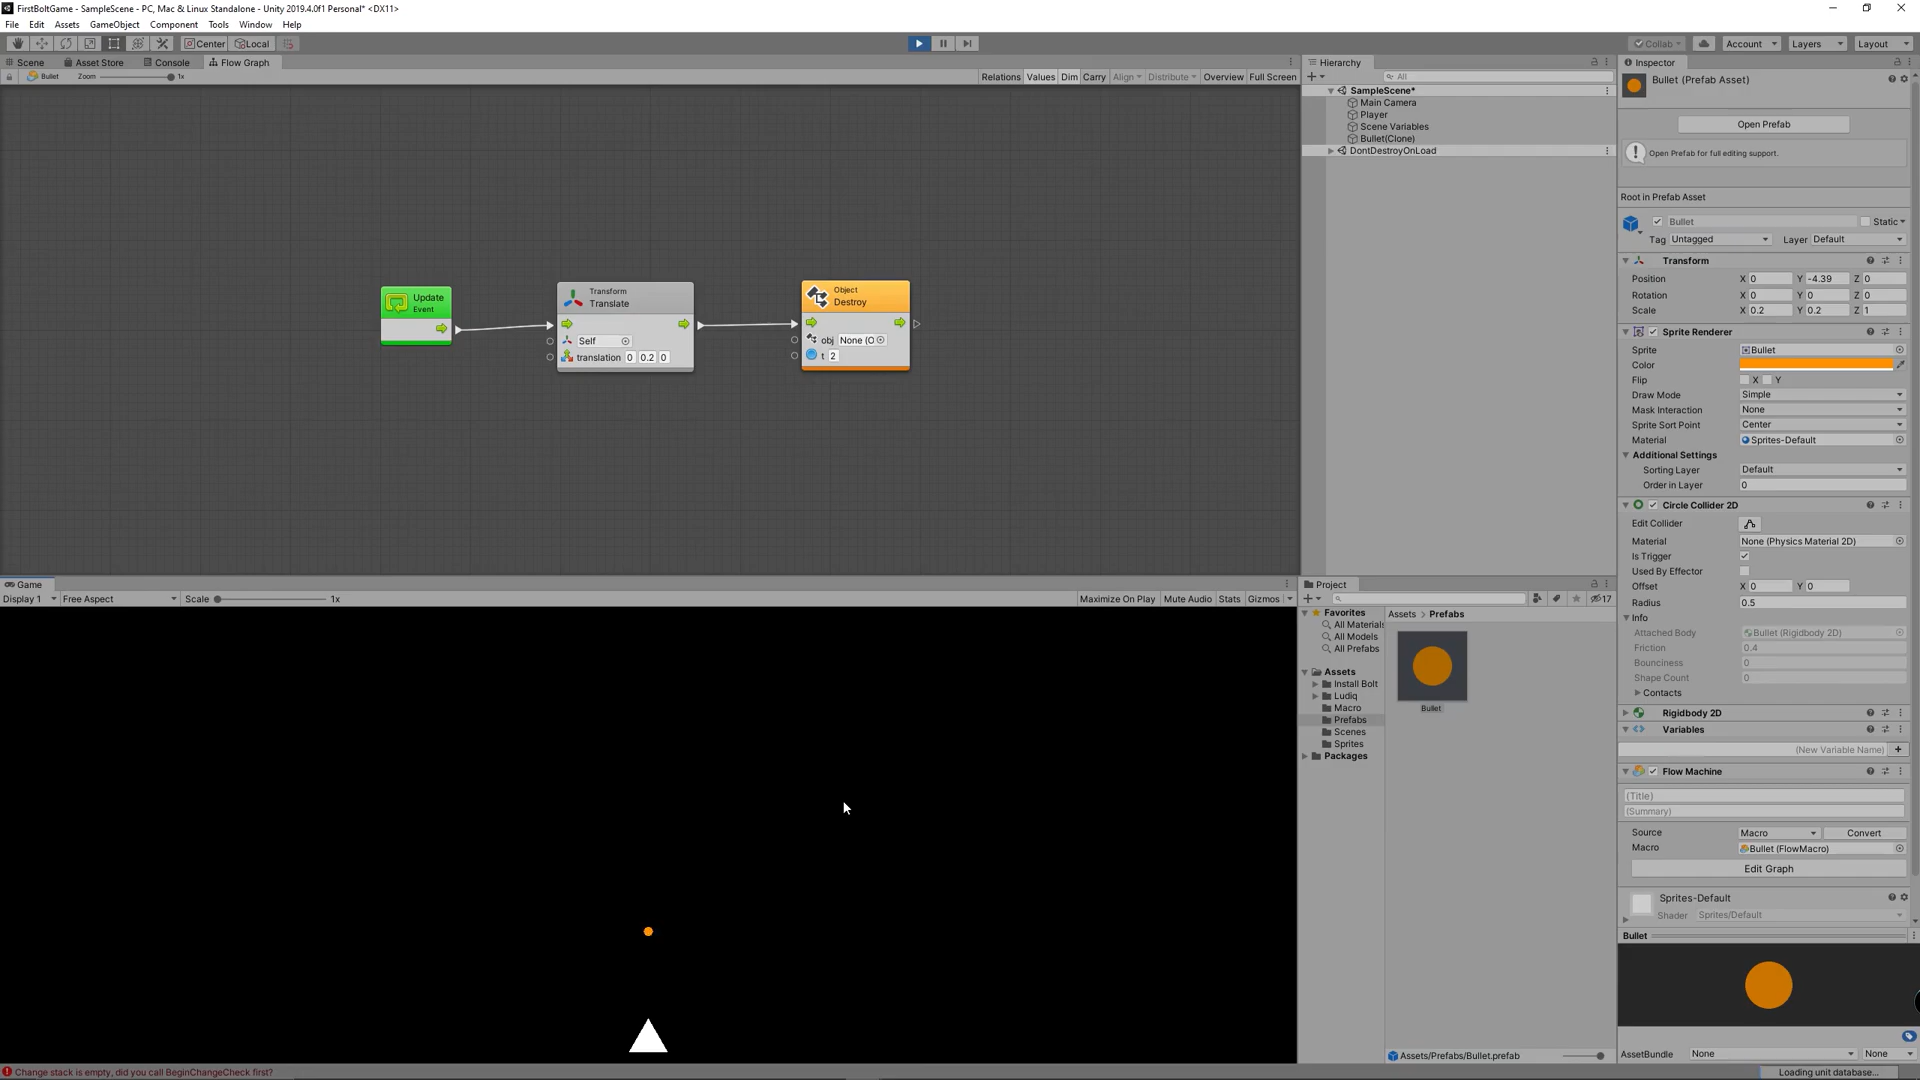 FirstBoltGame - SampleScene - PC, Mac & Linux Standalone - Unity 2019.4.0f1 Personal* <DX11>
File Edit Assets GameObject Component Tools Bolt Window Help
Center Local
Collab Account Layers Layout
Scene Asset Store Console Flow Graph
Bullet Zoom 1x
Relations Values Dim Carry Align Distribute Overview Full Screen
Update
Event
Transform
Translate
Self
translation 0 0.2 0
Object
Destroy
obj None (O
t 2
Hierarchy
All
SampleScene*
Main Camera
Player
Scene Variables
Bullet(Clone)
DontDestroyOnLoad
Inspector
Bullet (Prefab Asset)
Open Prefab
Open Prefab for full editing support.
Root in Prefab Asset
Bullet Static
Tag Untagged Layer Default
Transform
Position X 0 Y -4.39 Z 0
Rotation X 0 Y 0 Z 0
Scale X 0.2 Y 0.2 Z 1
Sprite Renderer
Sprite Bullet
Color
Flip X Y
Draw Mode Simple
Mask Interaction None
Sprite Sort Point Center
Material Sprites-Default
Additional Settings
Sorting Layer Default
Order in Layer 0
Circle Collider 2D
Edit Collider
Material None (Physics Material 2D)
Is Trigger
Used By Effector
Offset X 0 Y 0
Radius 0.5
Info
Attached Body Bullet (Rigidbody 2D)
Friction 0.4
Bounciness 0
Shape Count 0
Contacts
Rigidbody 2D
Variables
(New Variable Name)
Flow Machine
(Title)
(Summary)
Source Macro Convert
Macro Bullet (FlowMacro)
Edit Graph
Sprites-Default
Shader Sprites/Default
Bullet
AssetBundle None None
Loading unit database...
Game
Display 1 Free Aspect Scale 1x Maximize On Play Mute Audio Stats Gizmos
Project
17
Favorites
All Materials
All Models
All Prefabs
Assets
Install Bolt
Ludiq
Macro
Prefabs
Scenes
Sprites
Packages
Assets > Prefabs
Bullet
Assets/Prefabs/Bullet.prefab
Change stack is empty, did you call BeginChangeCheck first?